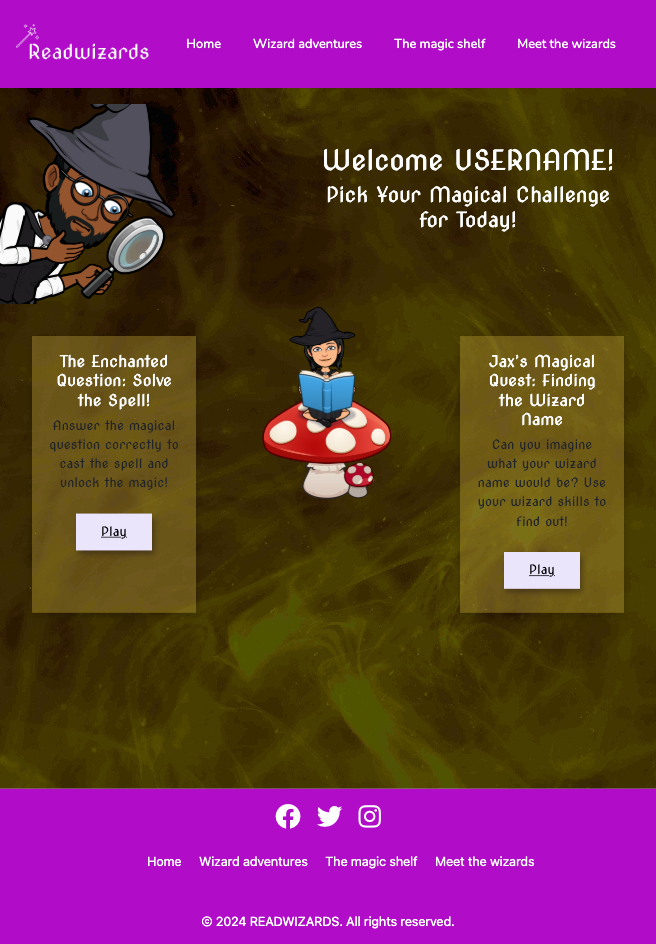 Readwizards
Home Wizard adventures The magic shelf Meet the wizards
Welcome USERNAME!
Pick Your Magical Challenge
for Today!
The Enchanted
Question: Solve
the Spell!
Answer the magical
question correctly to
cast the spell and
unlock the magic!
Play
Jax's Magical
Quest: Finding
the Wizard
Name
Can you imagine
what your wizard
name would be? Use
your wizard skills to
find out!
Play
Home Wizard adventures The magic shelf Meet the wizards
© 2024 READWIZARDS. All rights reserved.